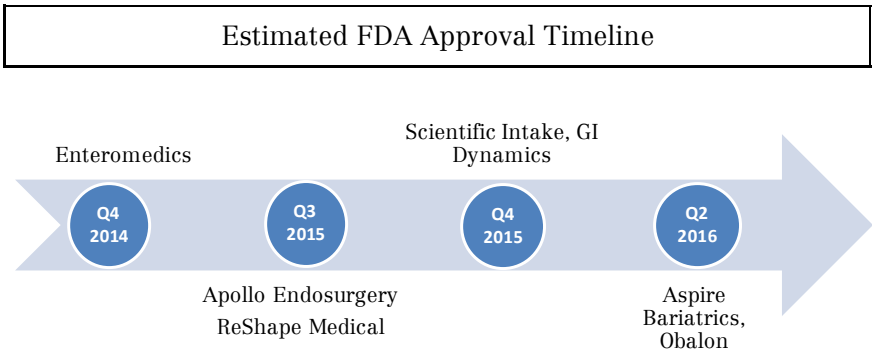 Estimated FDA Approval Timeline
Enteromedics
Scientific Intake, GI
Dynamics
Q4
2014
Q3
2015
Q4
2015
Q2
2016
Apollo Endosurgery
ReShape Medical
Aspire
Bariatrics,
Obalon